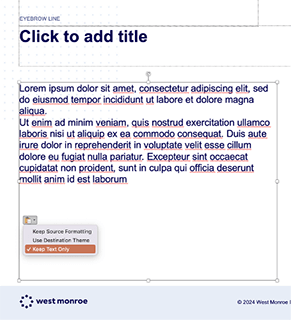 EYEBROW LINE
Click to add title
Lorem ipsum dolor sit amet, consectetur adipiscing elit, sed
do eiusmod tempor incididunt ut labore et dolore magna
aliqua.
Ut enim ad minim veniam, quis nostrud exercitation ullamco
laboris nisi ut aliquip ex ea commodo consequat. Duis aute
irure dolor in reprehenderit in voluptate velit esse cillum
dolore eu fugiat nulla pariatur. Excepteur sint occaecat
cupidatat non proident, sunt in culpa qui officia deserunt
mollit anim id est laborum
Keep Source Formatting
Use Destination Theme
✓ Keep Text Only
west monroe
© 2024 West Monroe